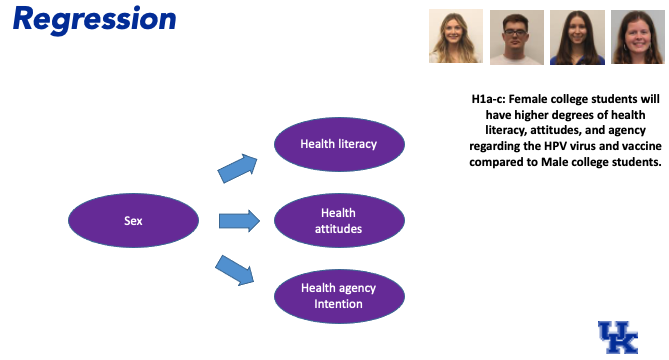 Regression
H1a-c: Female college students will
have higher degrees of health
literacy, attitudes, and agency
regarding the HPV virus and vaccine
compared to Male college students.
Health literacy
Sex
Health
attitudes
Health agency
Intention
UK